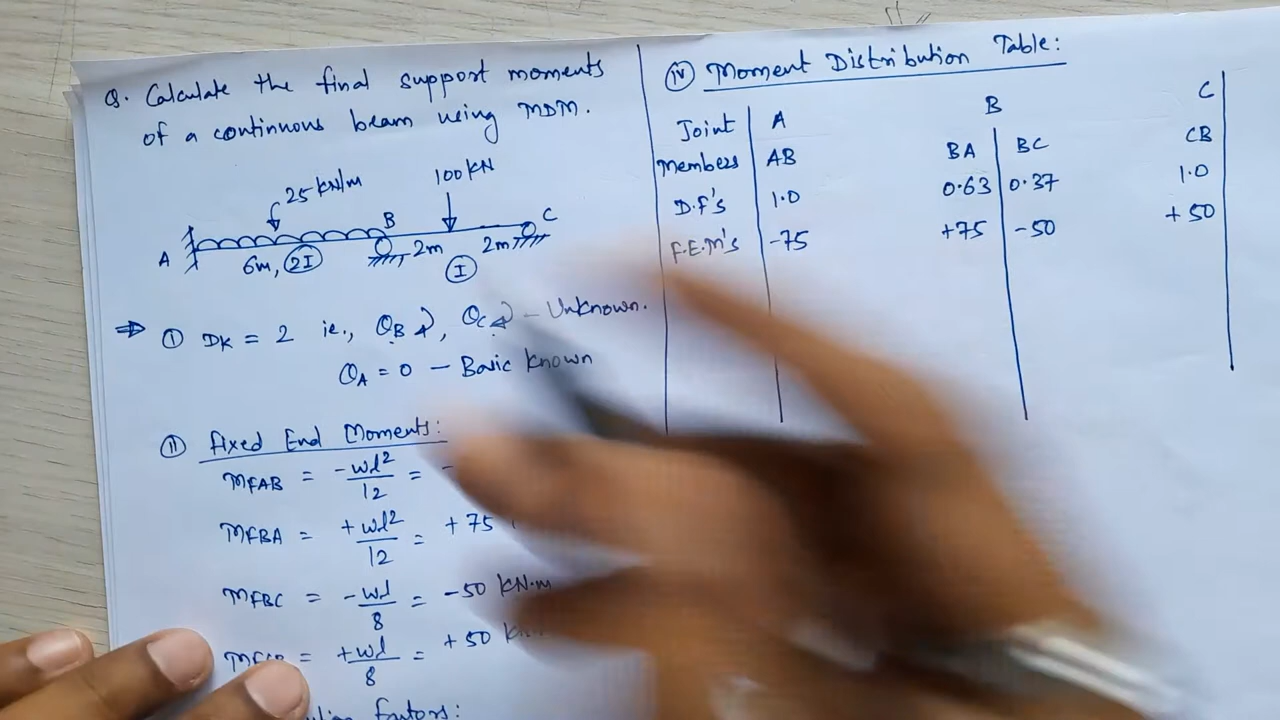 Q. Calculate the final support moments
of a continuous beam using MDM.
25 kN/m
100 KN
A
B
C
6m, 2I
2m
2m
I
⇒ I DK = 2 ie., θB, θC - Unknown.
θA = 0 - Basic known
II Fixed End Moments:
MFAB = -wl²/12 = -
MFBA = +wl²/12 = + 75
MFBC = -wl/8 = -50 KN.m
= +wl/8 = +50
factors:
IV Moment Distribution Table:
Joint A B C
Members AB BA BC CB
D.F's 1.0 0.63 0.37 1.0
F.E.M's -75 +75 -50 +50